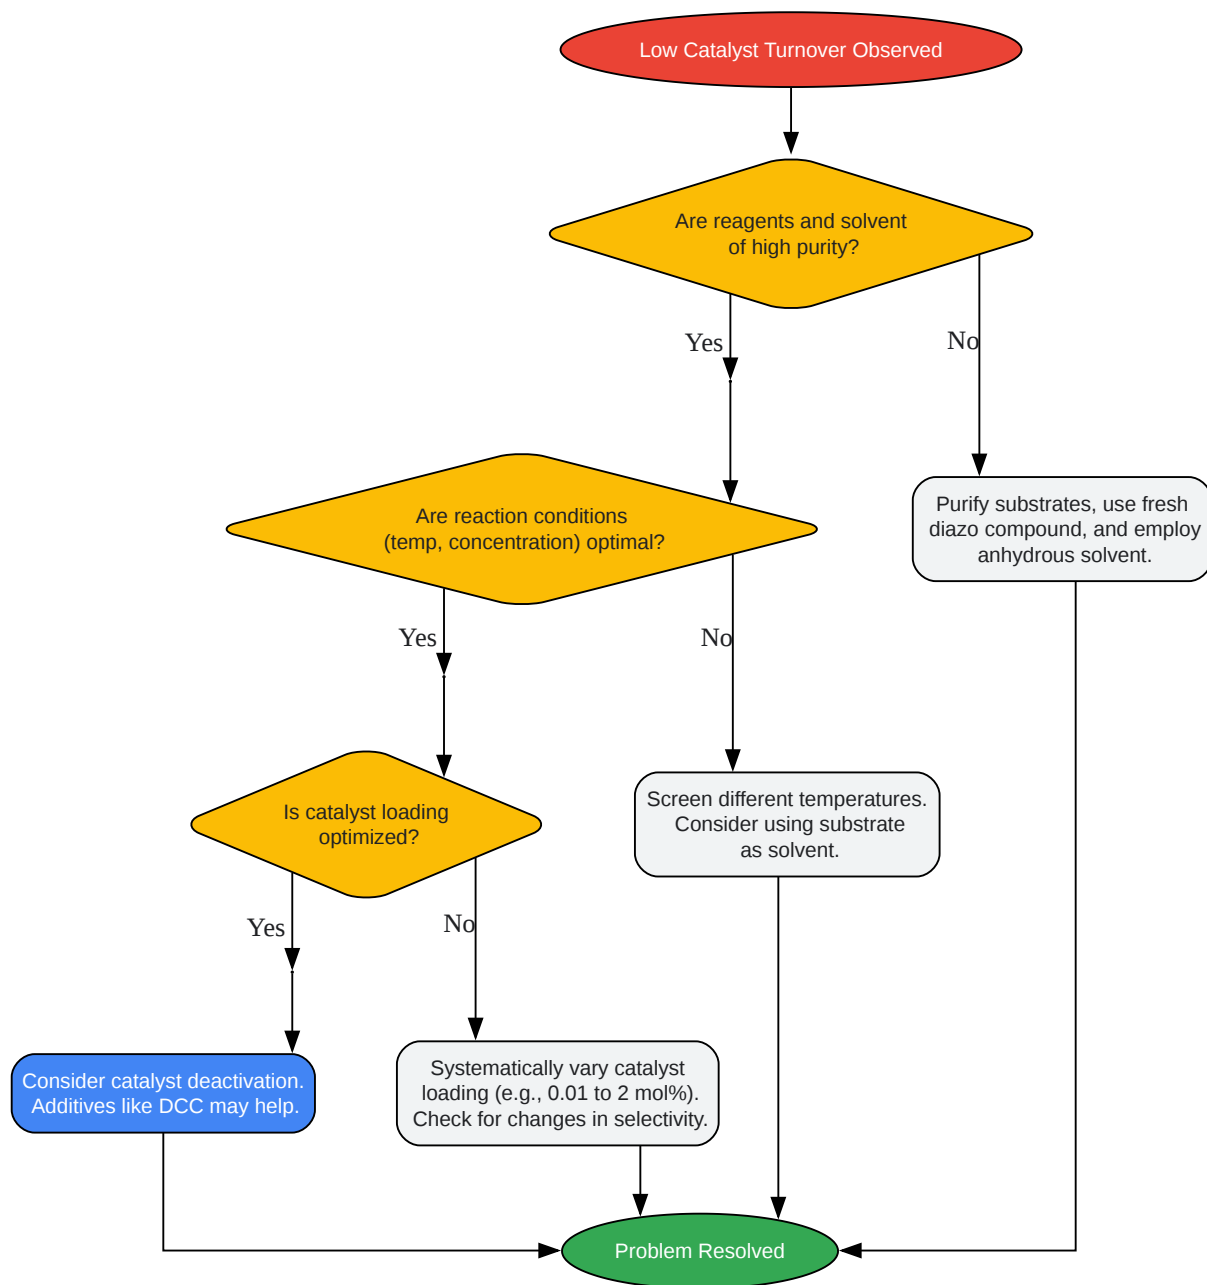 Low Catalyst Turnover Observed
Are reagents and solvent
of high purity?
Yes
No
Purify substrates, use fresh
diazo compound, and employ
anhydrous solvent.
Are reaction conditions
(temp, concentration) optimal?
Yes
No
Screen different temperatures.
Consider using substrate
as solvent.
Is catalyst loading
optimized?
Yes
No
Consider catalyst deactivation.
Additives like DCC may help.
Systematically vary catalyst
loading (e.g., 0.01 to 2 mol%).
Check for changes in selectivity.
Problem Resolved